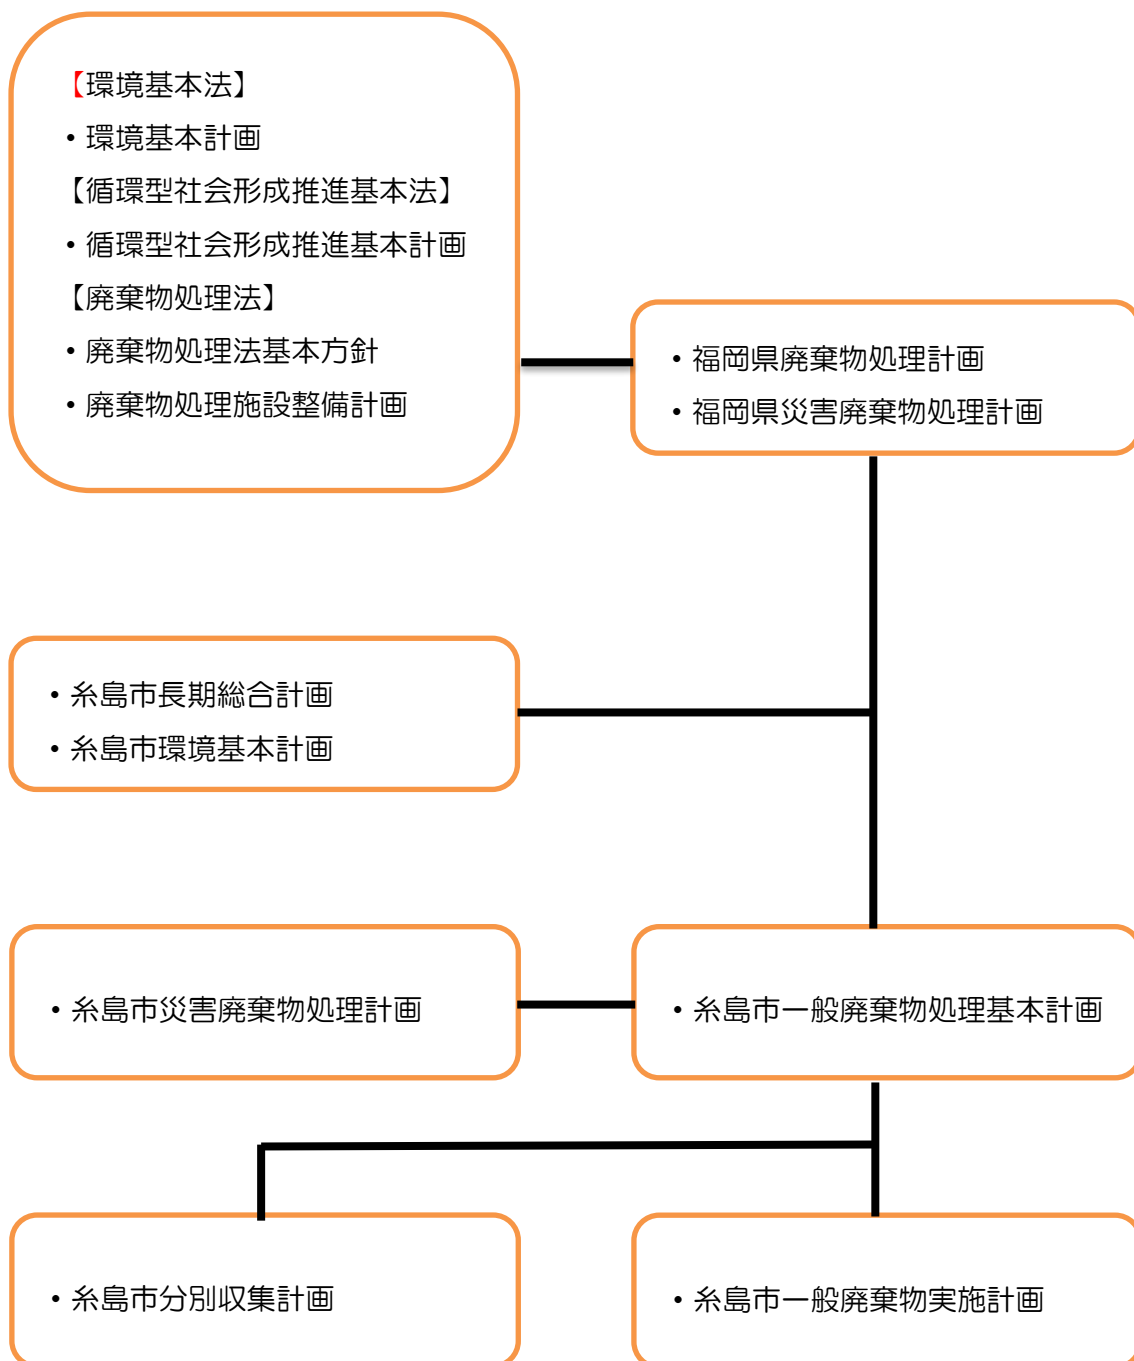 【環境基本法】
・環境基本計画
【循環型社会形成推進基本法】
・循環型社会形成推進基本計画
【廃棄物処理法】
・廃棄物処理法基本方針
・廃棄物処理施設整備計画
・福岡県廃棄物処理計画
・福岡県災害廃棄物処理計画
・糸島市長期総合計画
・糸島市環境基本計画
・糸島市災害廃棄物処理計画
・糸島市一般廃棄物処理基本計画
・糸島市分別収集計画
・糸島市一般廃棄物実施計画